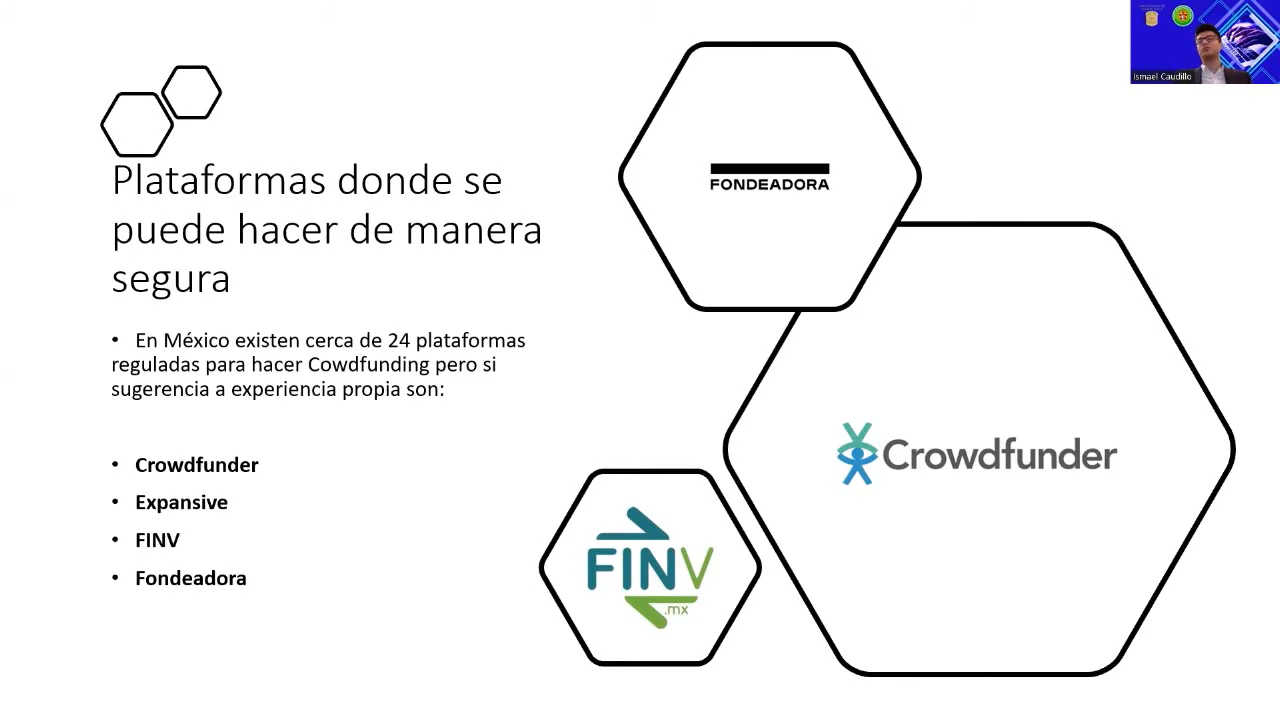 Plataformas donde se
puede hacer de manera
segura
• En México existen cerca de 24 plataformas
reguladas para hacer Cowdfunding pero si
sugerencia a experiencia propia son:
• Crowdfunder
• Expansive
• FINV
• Fondeadora
FONDEADORA
Crowdfunder
FINV
.mx
Ismael Caudillo